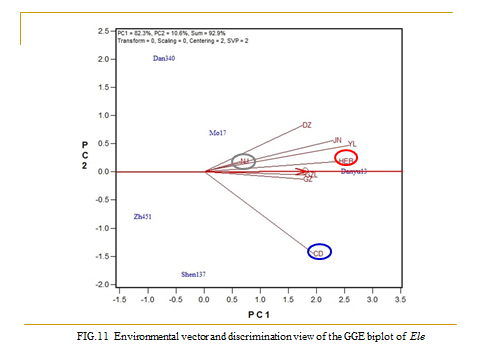 PC1 = 82.3%, PC2 = 10.6%, Sum = 92.9%
Transform = 0, Scaling = 0, Centering = 2, SVP = 2
2.5
2.0
1.5
1.0
0.5
0.0
-0.5
-1.0
-1.5
-2.0
PC2
Dan340
Mo17
DZ
JN
YL
NJ
HEB
Danyu13
GZ
Zh451
CD
Shen137
-1.5 -1.0 -0.5 0.0 0.5 1.0 1.5 2.0 2.5 3.0 3.5
PC1
FIG.11 Environmental vector and discrimination view of the GGE biplot of Ele